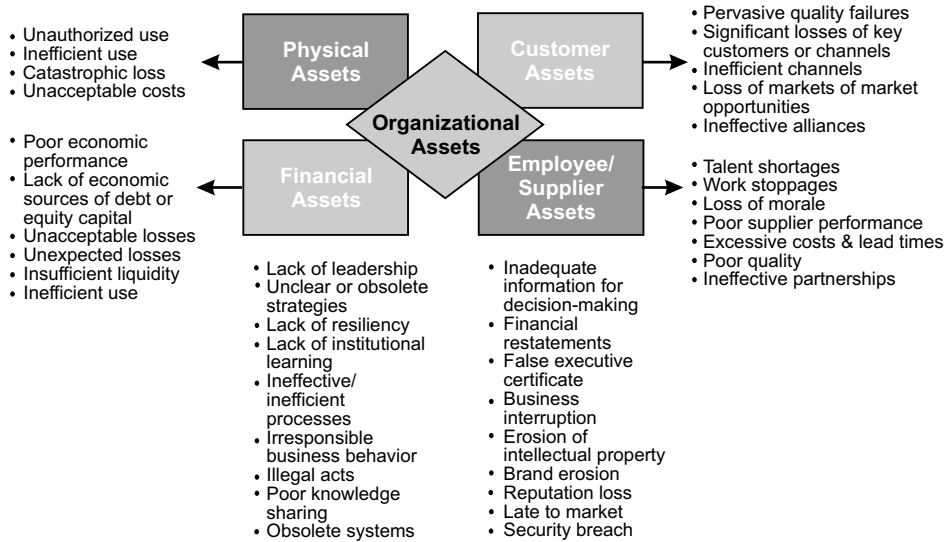 • Unauthorized use
• Inefficient use
• Catastrophic loss
• Unacceptable costs
Physical
Assets
Customer
Assets
• Pervasive quality failures
• Significant losses of key
customers or channels
• Inefficient channels
• Loss of markets of market
opportunities
• Ineffective alliances
Organizational
Assets
• Poor economic
performance
• Lack of economic
sources of debt or
equity capital
• Unacceptable losses
• Unexpected losses
• Insufficient liquidity
• Inefficient use
Financial
Assets
Employee/
Supplier
Assets
• Talent shortages
• Work stoppages
• Loss of morale
• Poor supplier performance
• Excessive costs & lead times
• Poor quality
• Ineffective partnerships
• Lack of leadership
• Unclear or obsolete
strategies
• Lack of resiliency
• Lack of institutional
learning
• Ineffective/
inefficient
processes
• Irresponsible
business behavior
• Illegal acts
• Poor knowledge
sharing
• Obsolete systems
• Inadequate
information for
decision-making
• Financial
restatements
• False executive
certificate
• Business
interruption
• Erosion of
intellectual property
• Brand erosion
• Reputation loss
• Late to market
• Security breach